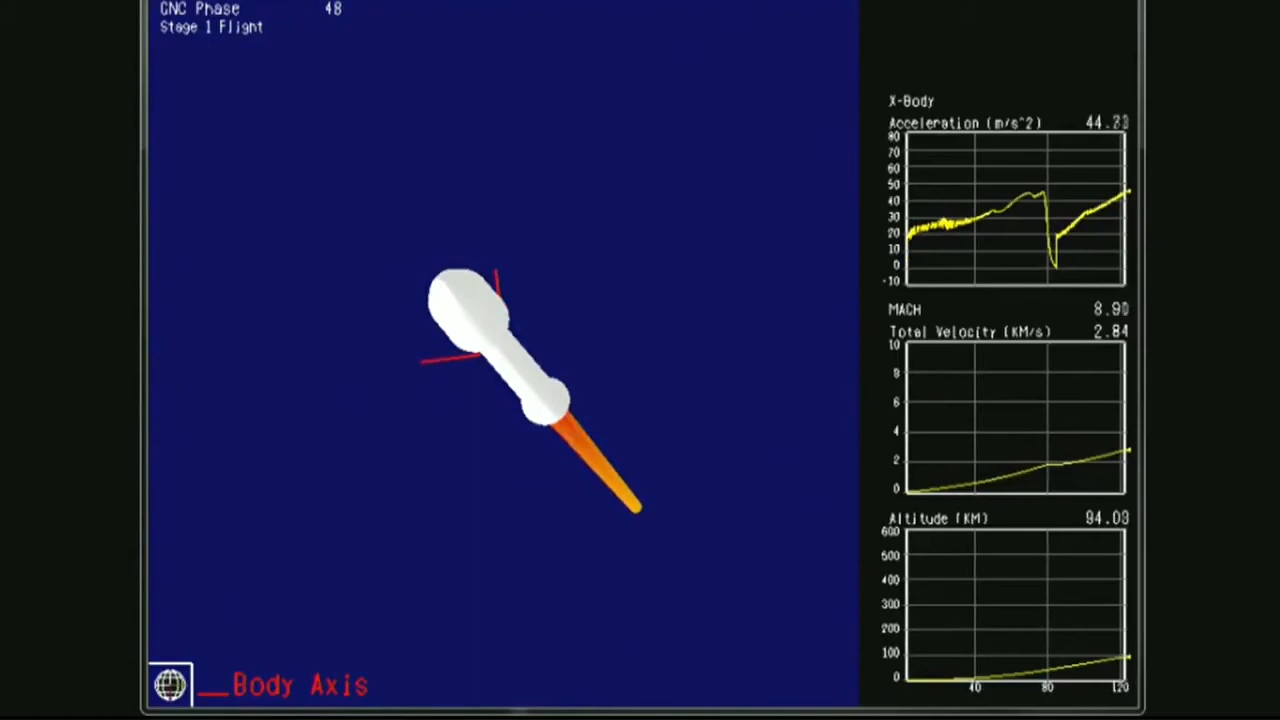 GNC Phase 48
Stage 1 Flight
X-Body
Acceleration (m/s^2) 44.33
80
70
60
50
40
30
20
10
0
-10
MACH 8.90
Total Velocity (KM/s) 2.84
10
8
6
4
2
0
Altitude (KM) 94.03
600
500
400
300
200
100
0
40 80 120
Body Axis